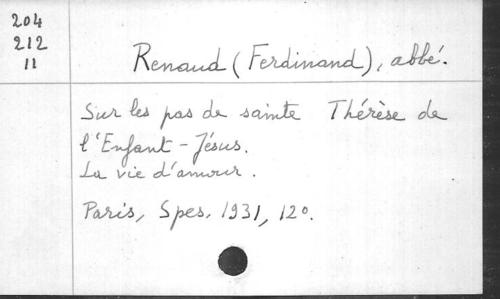 204
212
11
Renaud (Ferdinand), abbé.
Sur les pas de sainte Thérèse de
l'Enfant-Jésus.
La vie d'amour.
Paris, Spes, 1931, 12°.